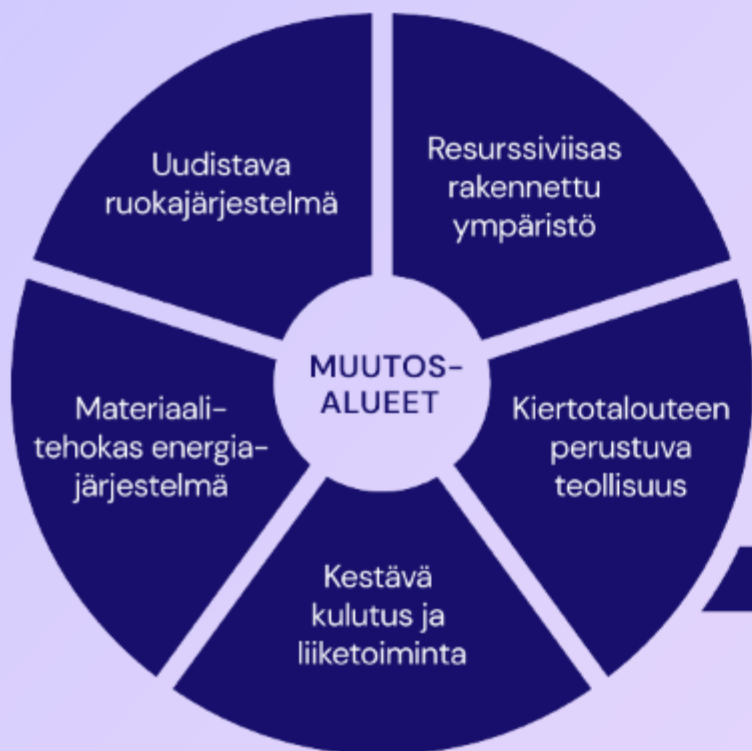 Uudistava
ruokajärjestelmä
Resurssiviisas
rakennettu
ympäristö
MUUTOS-
ALUEET
Materiaali-
tehokas energia-
järjestelmä
Kiertotalouteen
perustuva
teollisuus
Kestävä
kulutus ja
liiketoiminta